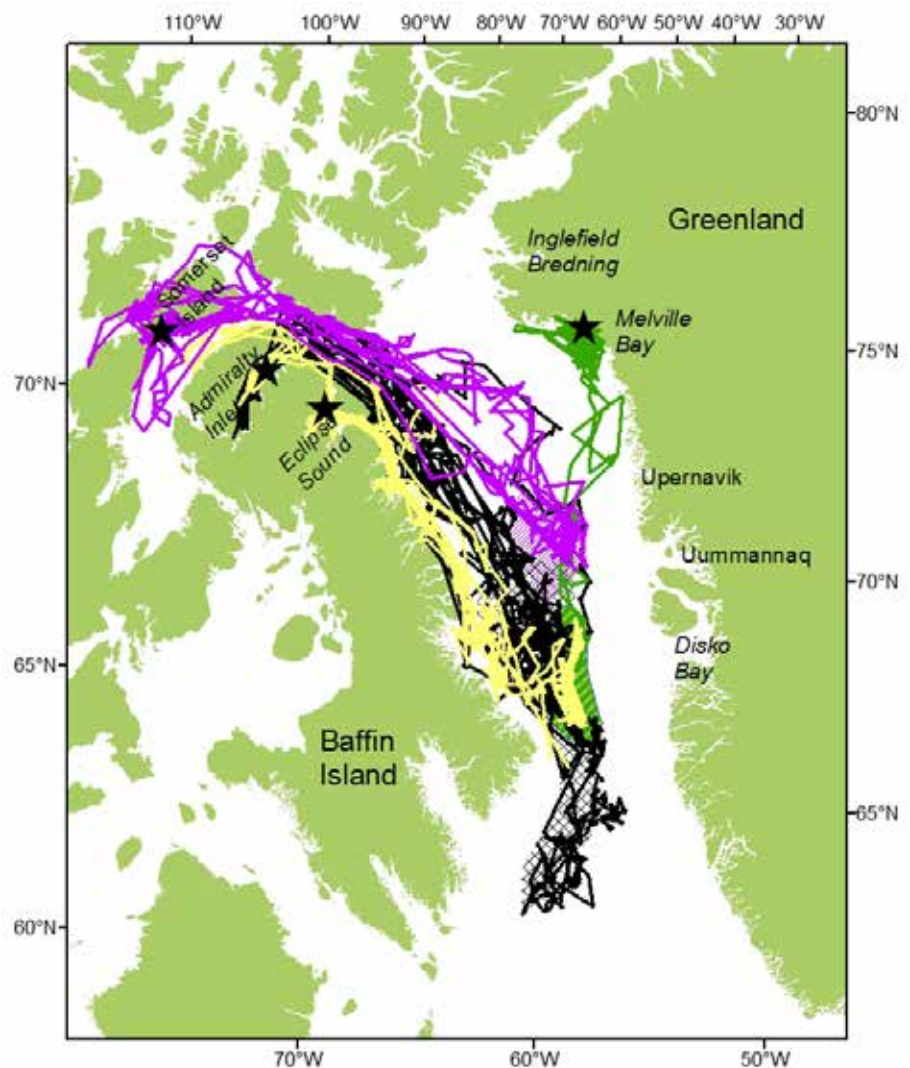 110°W 100°W 90°W 80°W 70°W 60°W 50°W 40°W 30°W
80°N
Greenland
Inglefield
Bredning
Somerset
Island
Melville
Bay
75°N
70°N
Admiralty
Inlet
Eclipse
Sound
Upernavik
Uummannaq
70°N
Disko
Bay
65°N
Baffin
Island
65°N
60°N
70°W 60°W 50°W